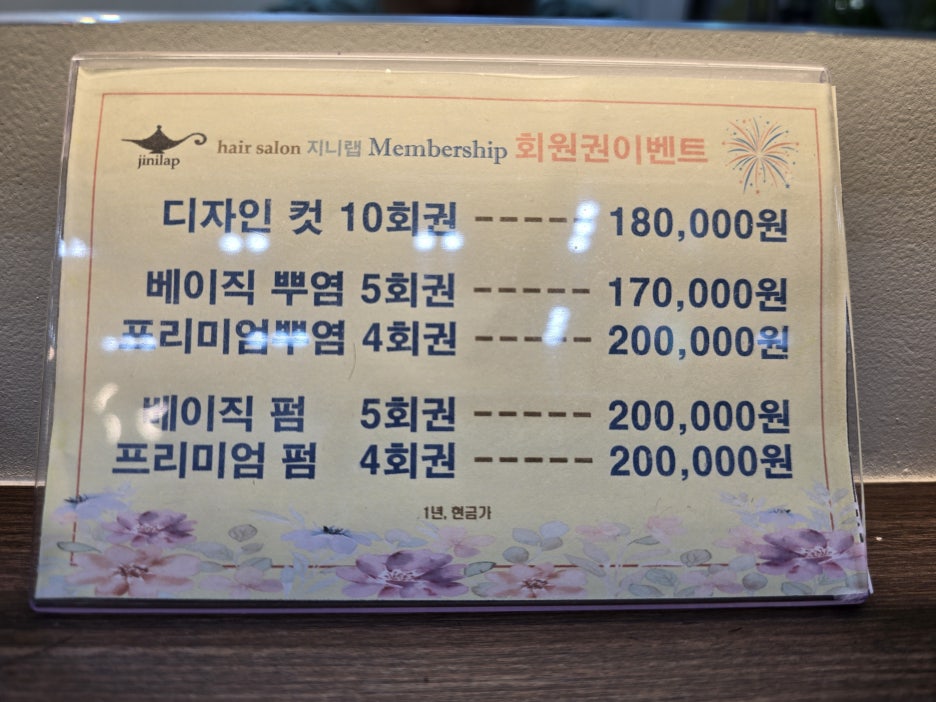 jinilap
hair salon 지니랩 Membership 회원권이벤트
디자인 컷 10회권 ----- 180,000원
베이직 뿌염 5회권 ----- 170,000원
프리미엄뿌염 4회권 ----- 200,000원
베이직 펌 5회권 ----- 200,000원
프리미엄 펌 4회권 ----- 200,000원
1년, 현금가